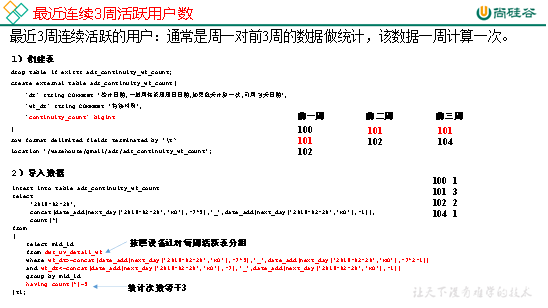 最近连续3周活跃用户数
尚硅谷
最近3周连续活跃的用户：通常是周一对前3周的数据做统计，该数据一周计算一次。
1）创建表
drop table if exists ads_continuity_wk_count;
create external table ads_continuity_wk_count(
`dt` string COMMENT '统计日期,一般用结束周周日日期,如果每天计算一次,可用当天日期',
`wk_dt` string COMMENT '持续时间',
`continuity_count` bigint
)
row format delimited fields terminated by '\t'
location '/warehouse/gmall/ads/ads_continuity_wk_count';
前一周 前二周 前三周
100 101 101
101 102 104
102
2）导入数据
insert into table ads_continuity_wk_count
select
'2019-02-20',
concat(date_add(next_day('2019-02-20','MO'),-7*3),'_',date_add(next_day('2019-02-20','MO'),-1)),
count(*)
from
(
select mid_id
from dws_uv_detail_wk
where wk_dt>=concat(date_add(next_day('2019-02-20','MO'),-7*3),'_',date_add(next_day('2019-02-20','MO'),-7*2-1))
and wk_dt<=concat(date_add(next_day('2019-02-20','MO'),-7),'_',date_add(next_day('2019-02-20','MO'),-1))
group by mid_id
having count(*)=3
)t1;
按照设备id对每周活跃表分组
统计次数等于3
100 1
101 3
102 2
104 1
让天下没有难学的技术